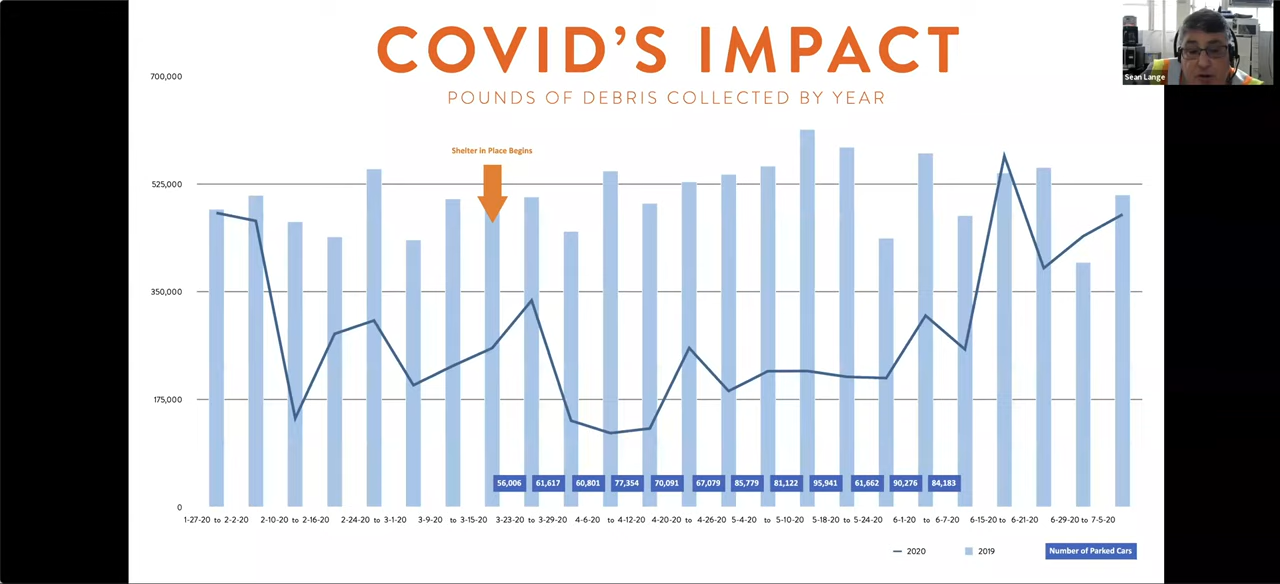 COVID'S IMPACT
POUNDS OF DEBRIS COLLECTED BY YEAR
Sean Lange
700,000
525,000
350,000
175,000
0
Shelter in Place Begins
56,006 61,617 60,801 77,354 70,091 67,079 85,779 81,122 95,941 61,662 90,276 84,183
1-27-20 to 2-2-20 2-10-20 to 2-16-20 2-24-20 to 3-1-20 3-9-20 to 3-15-20 3-23-20 to 3-29-20 4-6-20 to 4-12-20 4-20-20 to 4-26-20 5-4-20 to 5-10-20 5-18-20 to 5-24-20 6-1-20 to 6-7-20 6-15-20 to 6-21-20 6-29-20 to 7-5-20
2020 2019 Number of Parked Cars